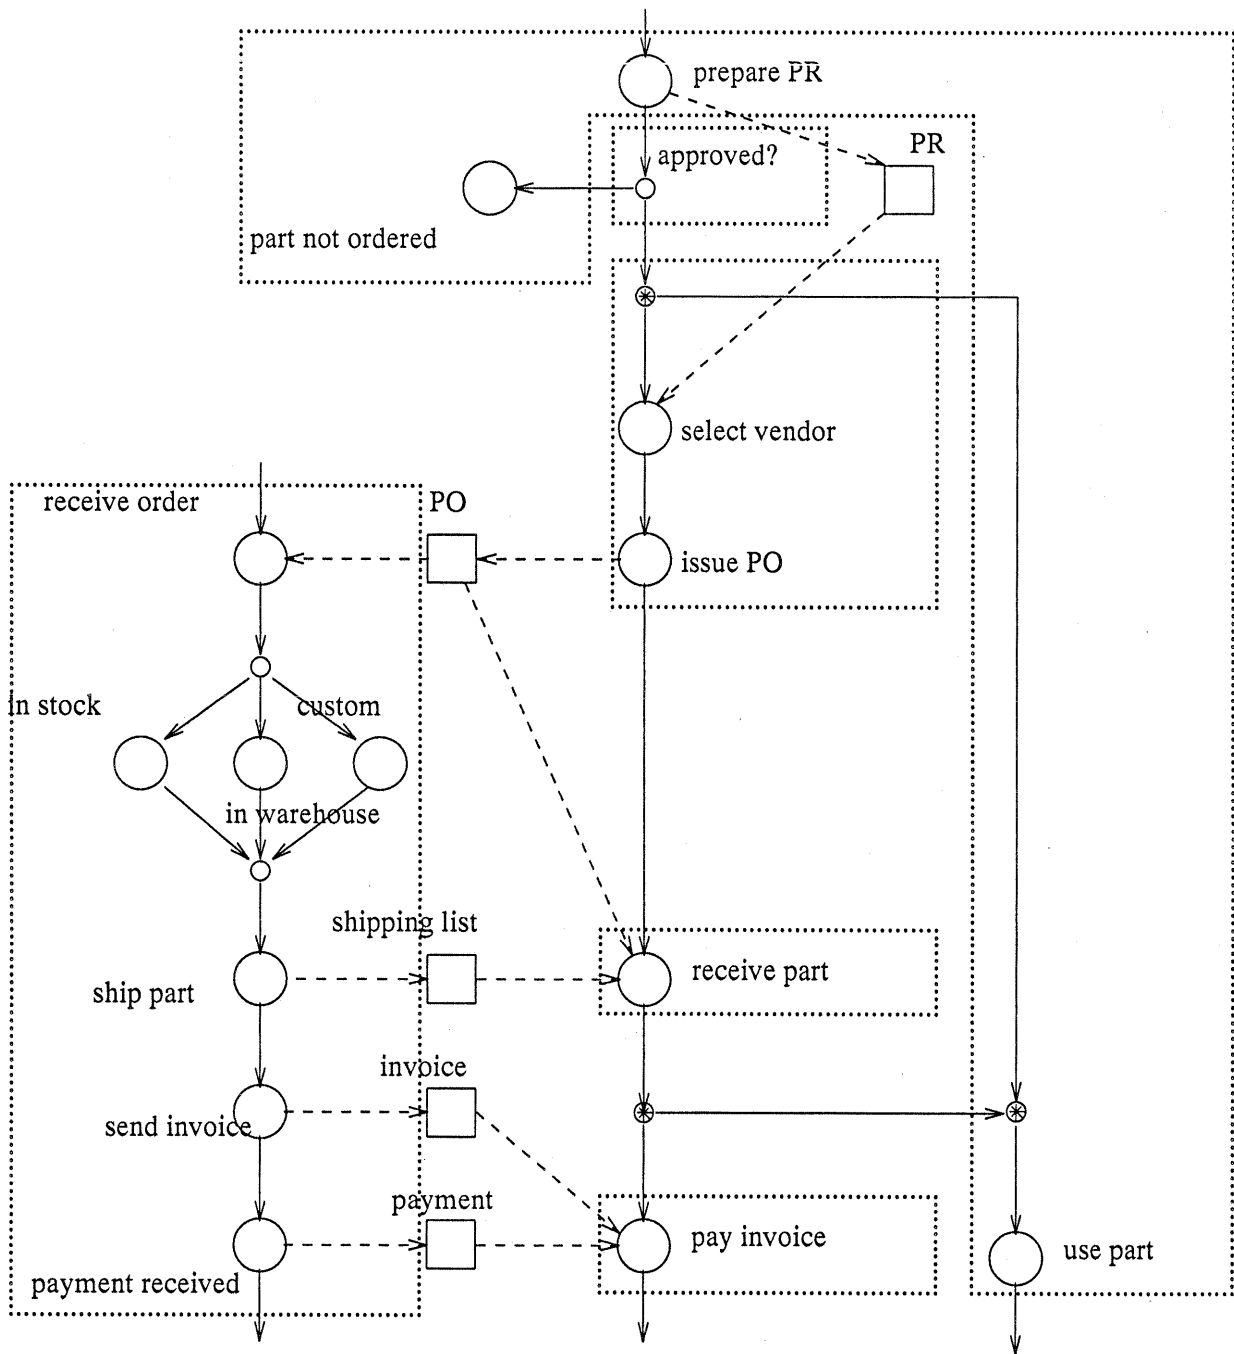 prepare PR
approved?
PR
part not ordered
select vendor
receive order
PO
issue PO
in stock
custom
in warehouse
shipping list
receive part
ship part
invoice
send invoice
payment
pay invoice
use part
payment received